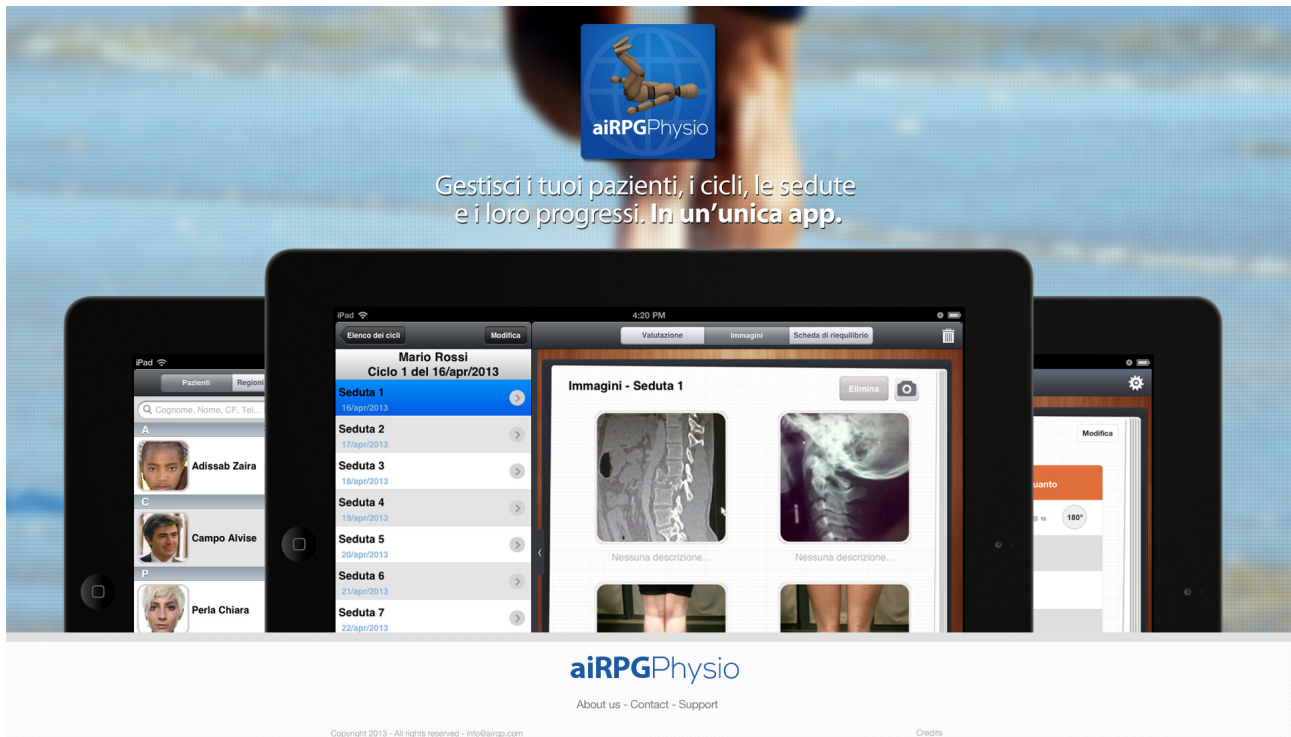 aiRPGPhysio
Gestisci i tuoi pazienti, i cicli, le sedute
e i loro progressi. In un'unica app.
iPad
Pazienti
Cognome, Nome, CF, Tel...
A
Adissab Zaira
C
Campo Alvise
P
Perla Chiara
iPad
4:20 PM
Elenco dei cicli
Modifica
Mario Rossi
Ciclo 1 del 16/apr/2013
Seduta 1
16/apr/2013
Seduta 2
17/apr/2013
Seduta 3
18/apr/2013
Seduta 4
19/apr/2013
Seduta 5
20/apr/2013
Seduta 6
21/apr/2013
Seduta 7
22/apr/2013
Valutazione
Immagini
Scheda di riequilibrio
Immagini - Seduta 1
Elimina
Nessuna descrizione...
Nessuna descrizione...
Modifica
16
180°
aiRPGPhysio
About us - Contact - Support
Copyright 2013 - All rights reserved - info@airgp.com
Credits